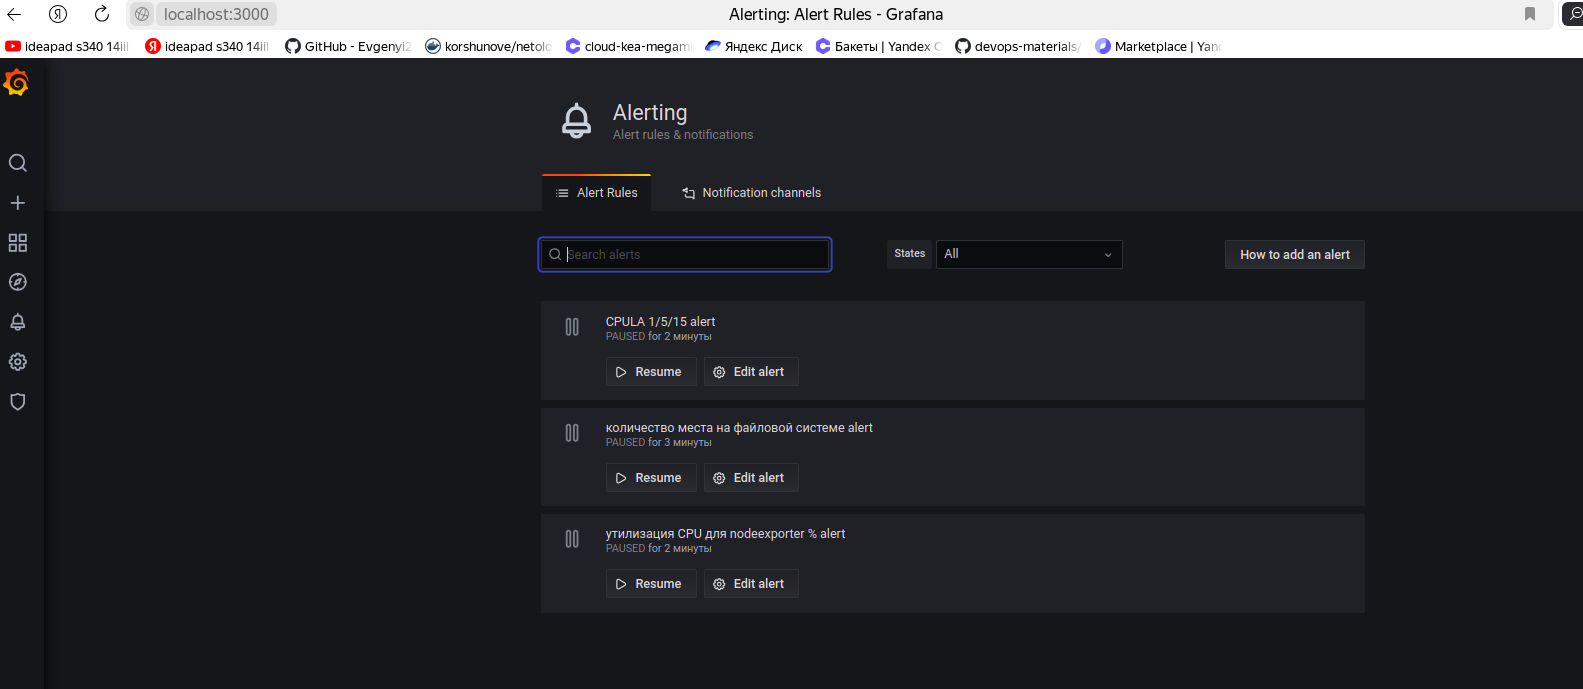 localhost:3000
Alerting: Alert Rules - Grafana
ideapad s340 14iii
ideapad s340 14iii
GitHub - Evgenyi2
korshunove/netolo
cloud-kea-megami
Яндекс Диск
Бакеты | Yandex C
devops-materials/
Marketplace | Yand
Alerting
Alert rules & notifications
Alert Rules
Notification channels
Search alerts
States
All
How to add an alert
CPULA 1/5/15 alert
PAUSED for 2 минуты
Resume
Edit alert
количество места на файловой системе alert
PAUSED for 3 минуты
Resume
Edit alert
утилизация CPU для nodeexporter % alert
PAUSED for 2 минуты
Resume
Edit alert